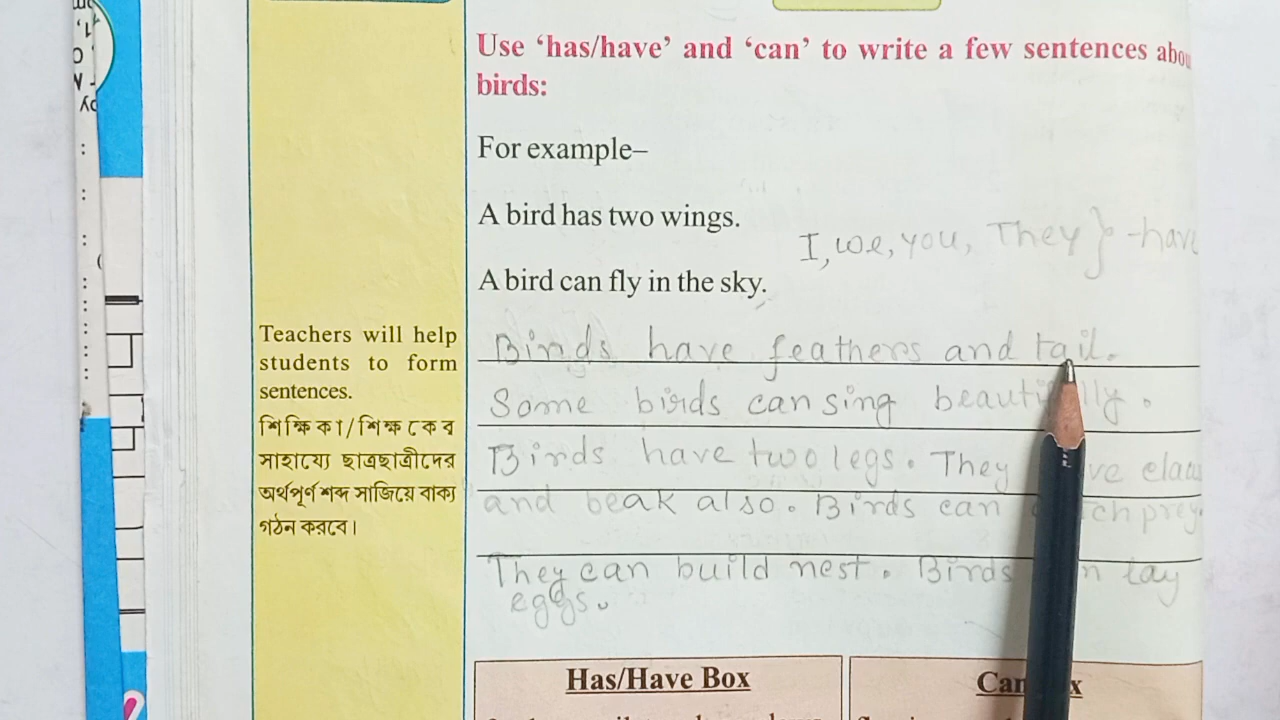 Use ‘has/have’ and ‘can’ to write a few sentences abou
birds:
For example–
A bird has two wings.
I, we, you, They } - have
A bird can fly in the sky.
Teachers will help
students to form
sentences.
শিক্ষিকা/শিক্ষকের
সাহায্যে ছাত্রছাত্রীদের
অর্থপূর্ণ শব্দ সাজিয়ে বাক্য
গঠন করবে।
Birds have feathers and tail.
Some birds can sing beautifully.
Birds have two legs. They claw
and beak also. Birds can prey.
They can build nest. Birds lay
eggs.
Has/Have Box
Can